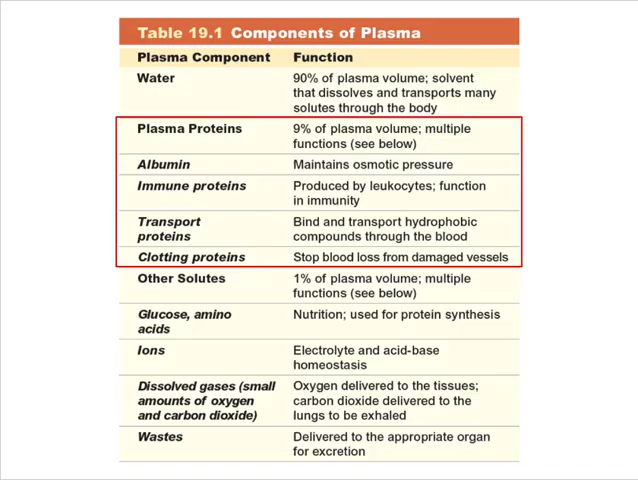 Table 19.1 Components of Plasma
Plasma Component Function
Water 90% of plasma volume; solvent
that dissolves and transports many
solutes through the body
Plasma Proteins 9% of plasma volume; multiple
functions (see below)
Albumin Maintains osmotic pressure
Immune proteins Produced by leukocytes; function
in immunity
Transport Bind and transport hydrophobic
proteins compounds through the blood
Clotting proteins Stop blood loss from damaged vessels
Other Solutes 1% of plasma volume; multiple
functions (see below)
Glucose, amino Nutrition; used for protein synthesis
acids
Ions Electrolyte and acid-base
homeostasis
Dissolved gases (small Oxygen delivered to the tissues;
amounts of oxygen carbon dioxide delivered to the
and carbon dioxide) lungs to be exhaled
Wastes Delivered to the appropriate organ
for excretion